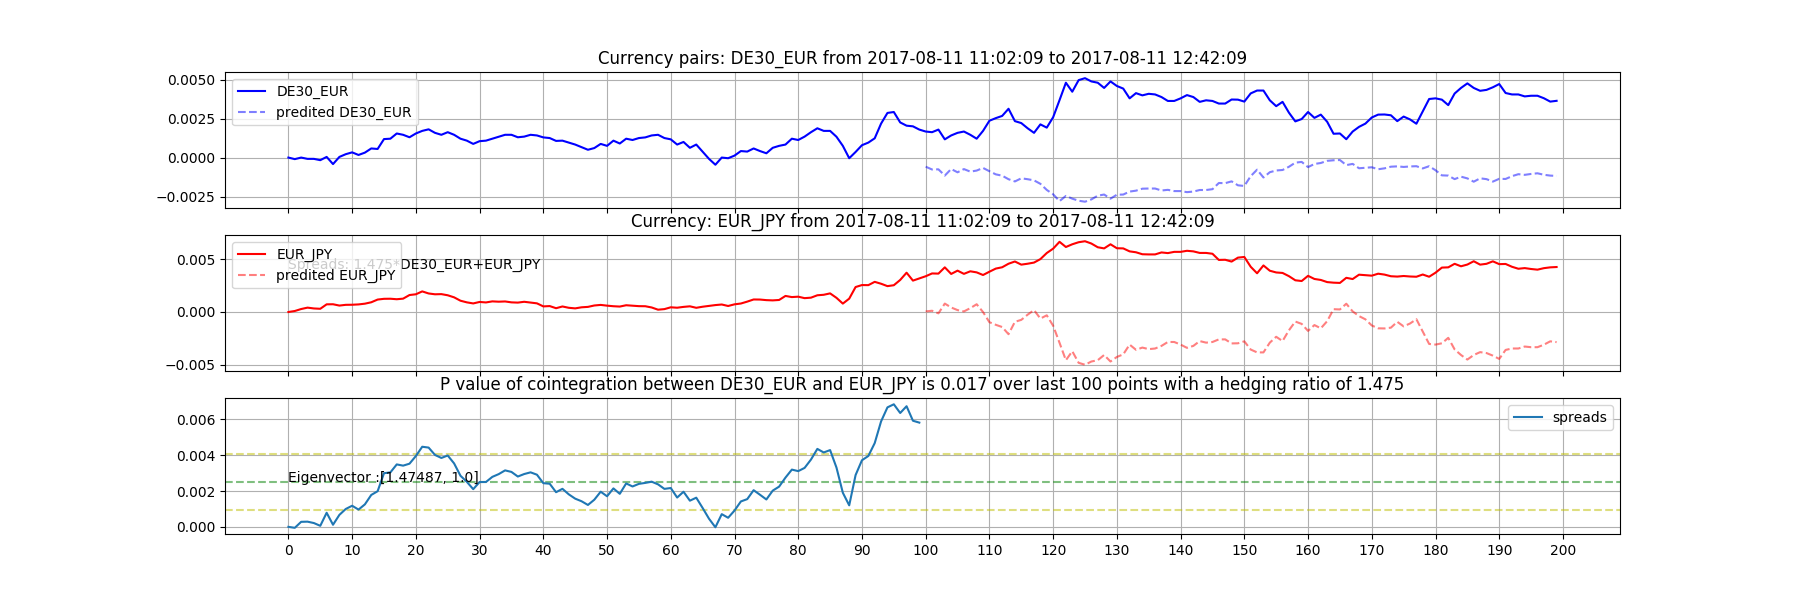 Currency pairs: DE30_EUR from 2017-08-11 11:02:09 to 2017-08-11 12:42:09
0.0050
0.0025
0.0000
−0.0025
DE30_EUR
predited DE30_EUR
Currency: EUR_JPY from 2017-08-11 11:02:09 to 2017-08-11 12:42:09
0.005
0.000
−0.005
EUR_JPY
Spreads: 1.475*DE30_EUR+EUR_JPY
predited EUR_JPY
P value of cointegration between DE30_EUR and EUR_JPY is 0.017 over last 100 points with a hedging ratio of 1.475
0.006
0.004
0.002
0.000
spreads
Eigenvector :[1.47487, 1.0]
0 10 20 30 40 50 60 70 80 90 100 110 120 130 140 150 160 170 180 190 200